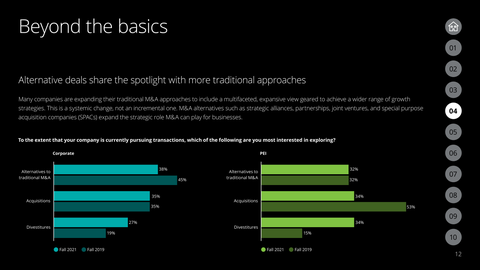 Beyond the basics
Alternative deals share the spotlight with more traditional approaches
Many companies are expanding their traditional M&A approaches to include a multifaceted, expansive view geared to achieve a wider range of growth
strategies. This is a systemic change, not an incremental one. M&A alternatives such as strategic alliances, partnerships, joint ventures, and special purpose
acquisition companies (SPACs) expand the strategic role M&A can play for businesses.
To the extent that your company is currently pursuing transactions, which of the following are you most interested in exploring?
Corporate
Alternatives to
traditional M&A
38%
45%
Acquisitions
35%
35%
Divestitures
27%
19%
Fall 2021 Fall 2019
PEI
Alternatives to
traditional M&A
32%
32%
Acquisitions
34%
53%
Divestitures
34%
15%
Fall 2021 Fall 2019
01
02
03
04
05
06
07
08
09
10
12